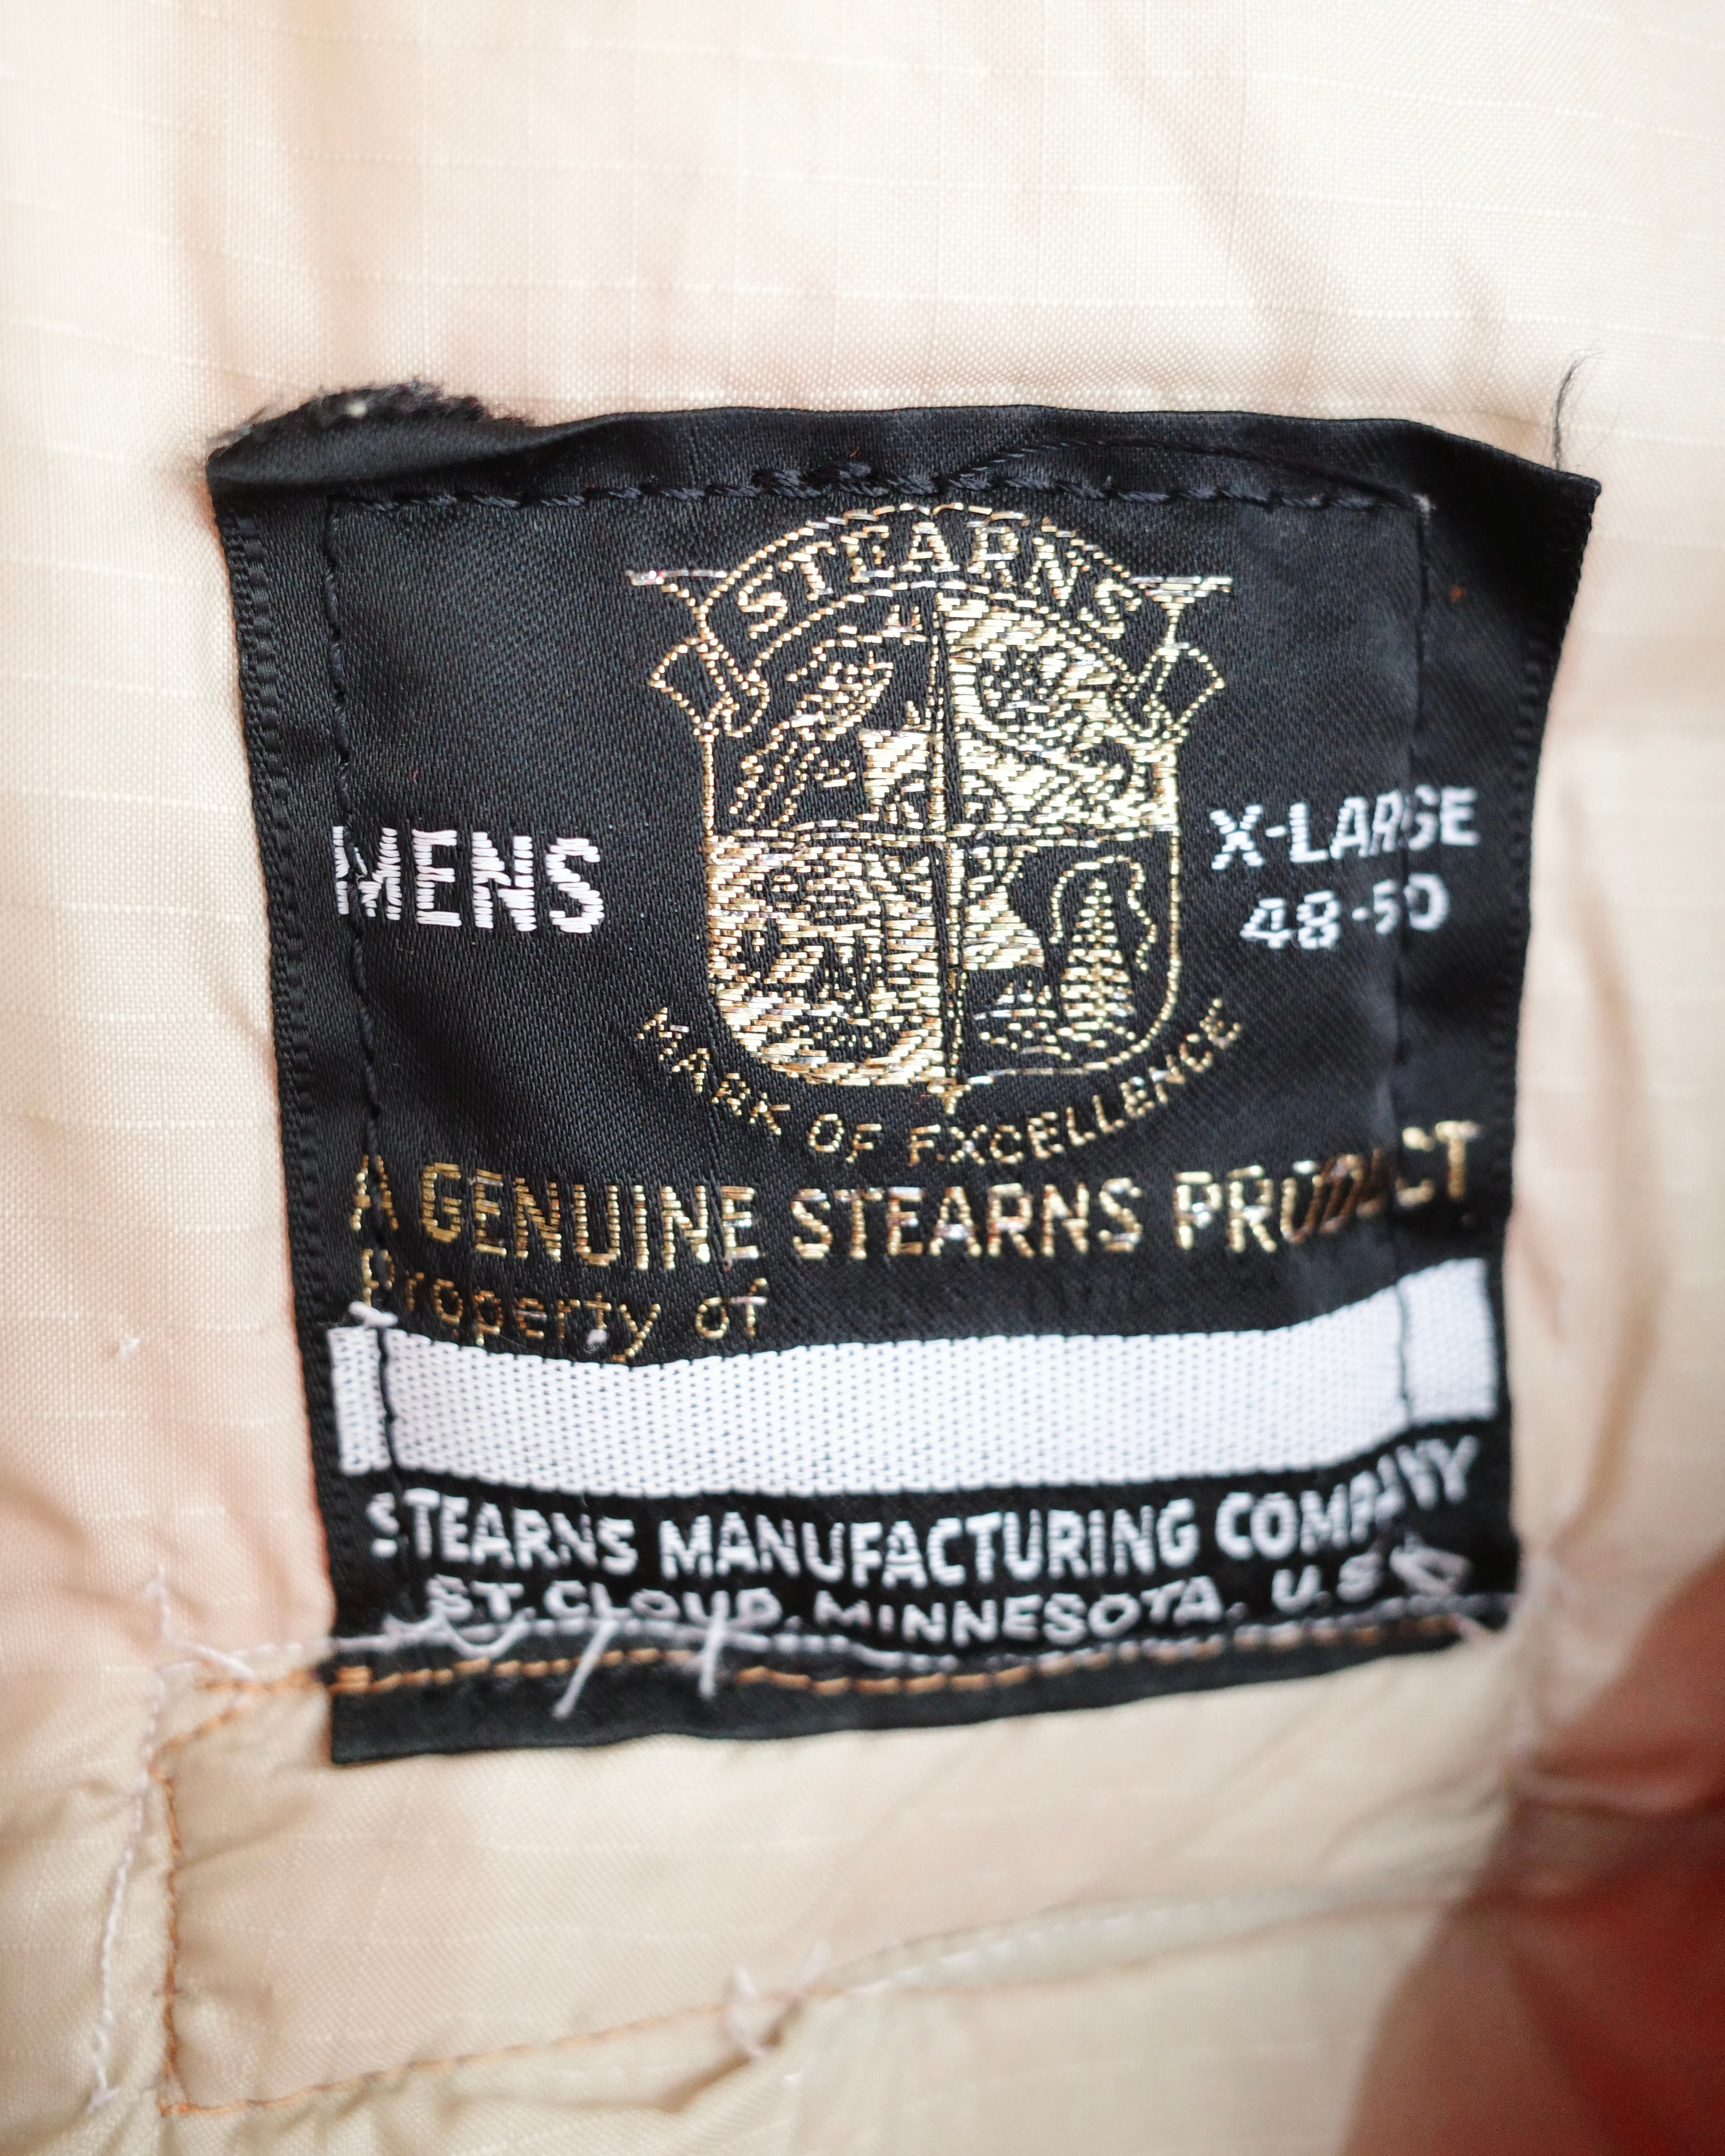 STEARNS
MENS
X-LARGE
48-50
MARK OF EXCELLENCE
A GENUINE STEARNS PRODUCT
Property of
STEARNS MANUFACTURING COMPANY
ST. CLOUD, MINNESOTA, U.S.A.